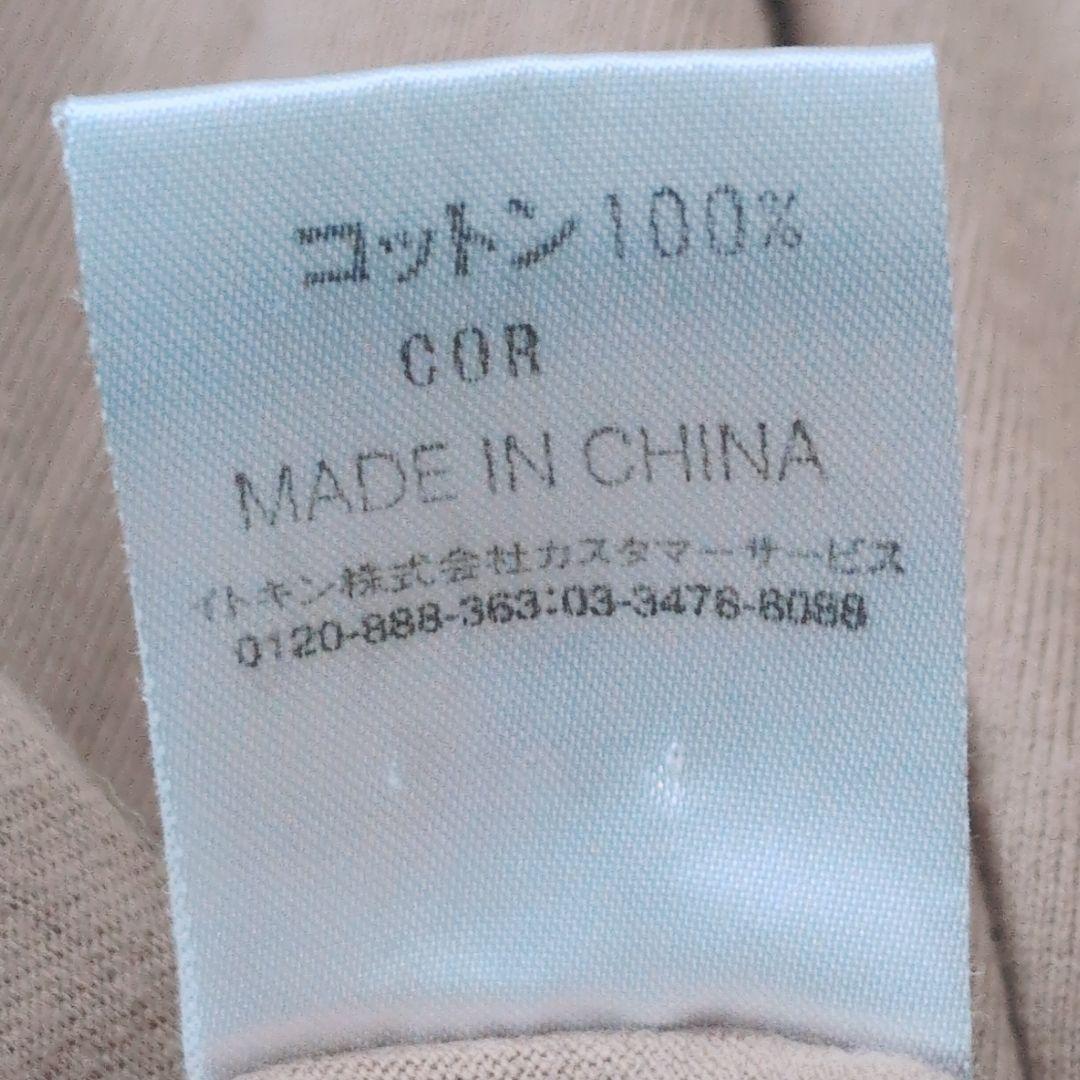 コットン100%
COR
MADE IN CHINA
イトキン株式会社カスタマーサービス
0120-888-363:03-3478-8088